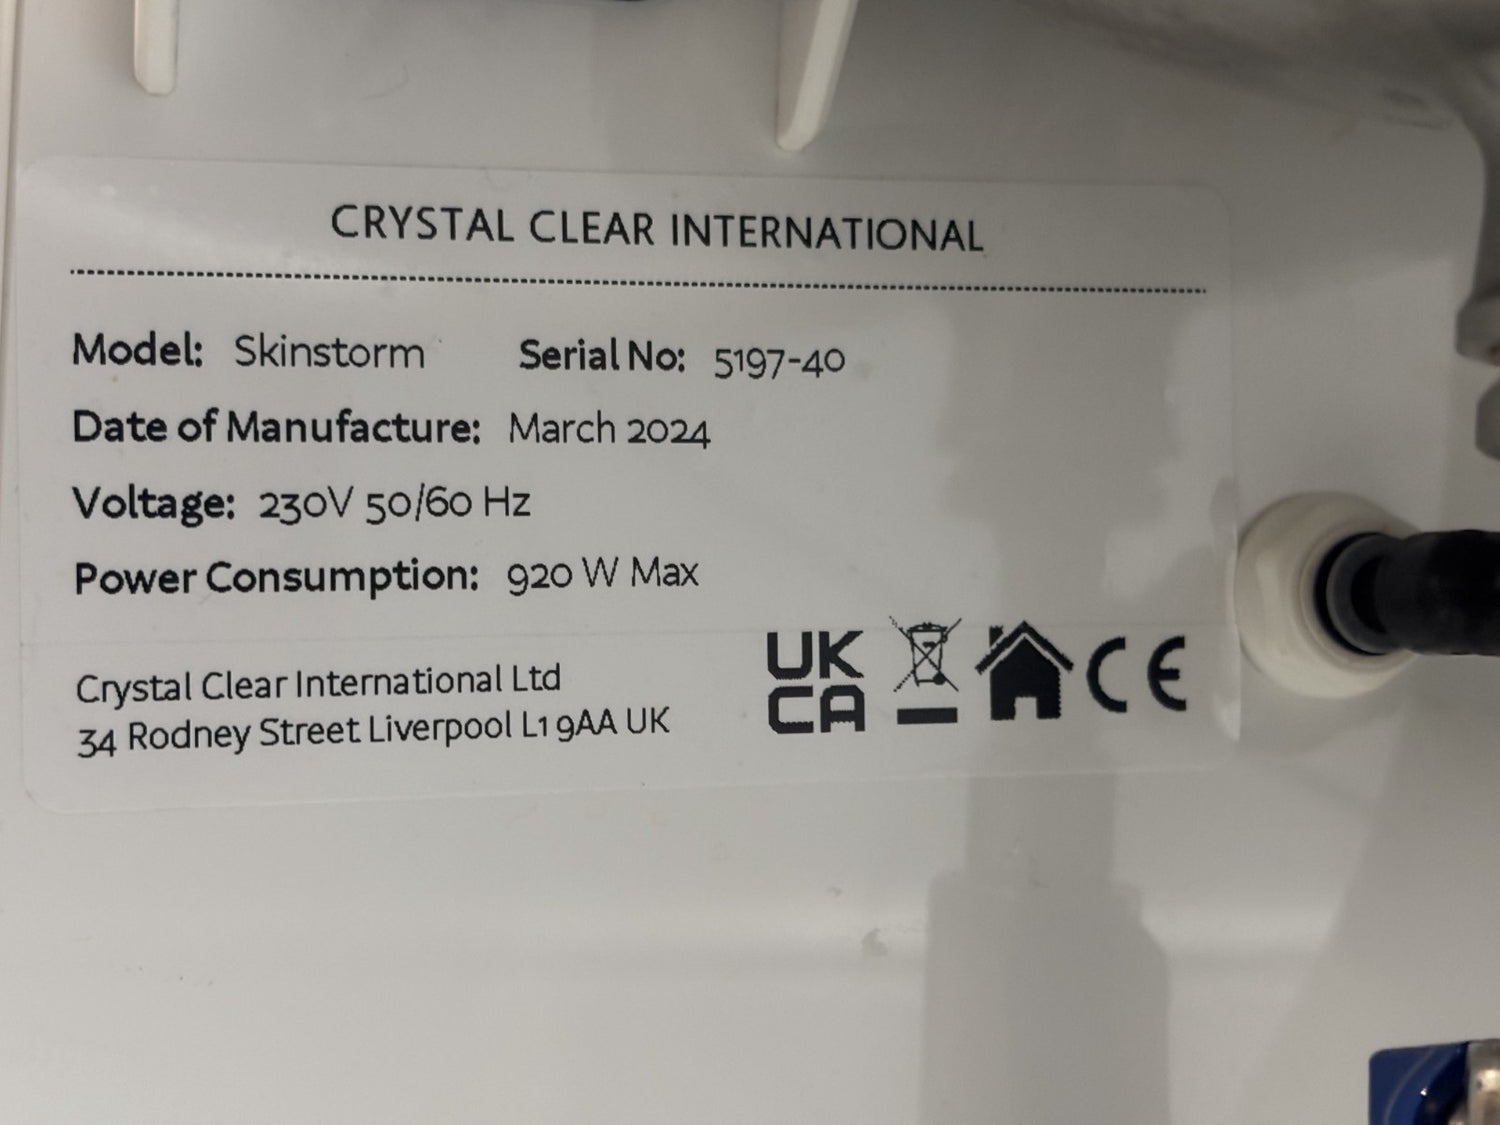 CRYSTAL CLEAR INTERNATIONAL
Model: Skinstorm Serial No: 5197-40
Date of Manufacture: March 2024
Voltage: 230V 50/60 Hz
Power Consumption: 920 W Max
Crystal Clear International Ltd
34 Rodney Street Liverpool L1 9AA UK
UK
CA
CE